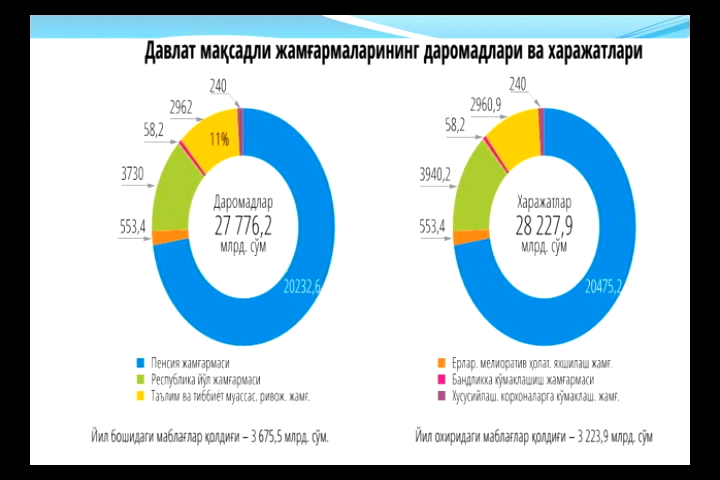 Давлат мақсадли жамғармаларининг даромадлари ва харажатлари
240
2962
58,2
11%
3730
553,4
Даромадлар
27 776,2
млрд. сўм
20232,6
240
2960,9
58,2
3940,2
553,4
Харажатлар
28 227,9
млрд. сўм
20475,2
Пенсия жамғармаси
Республика йўл жамғармаси
Таълим ва тиббиёт муассас. ривож. жамғ.
Ерлар. мелиоратив ҳолат. яхшилаш жамғ.
Бандликка кўмаклашиш жамғармаси
Хусусийлаш. корхоналарга кўмаклаш. жамғ.
Йил бошидаги маблағлар қолдиғи – 3 675,5 млрд. сўм.
Йил охиридаги маблағлар қолдиғи – 3 223,9 млрд. сўм